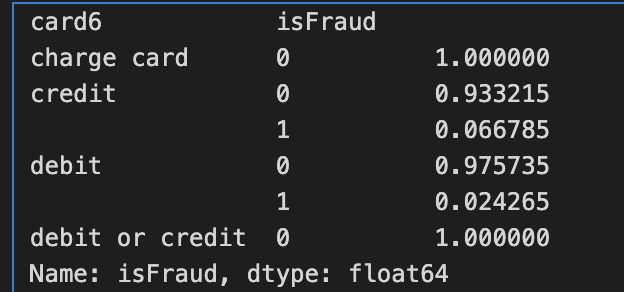 card6            isFraud
charge card      0          1.000000
credit           0          0.933215
                 1          0.066785
debit            0          0.975735
                 1          0.024265
debit or credit  0          1.000000
Name: isFraud, dtype: float64